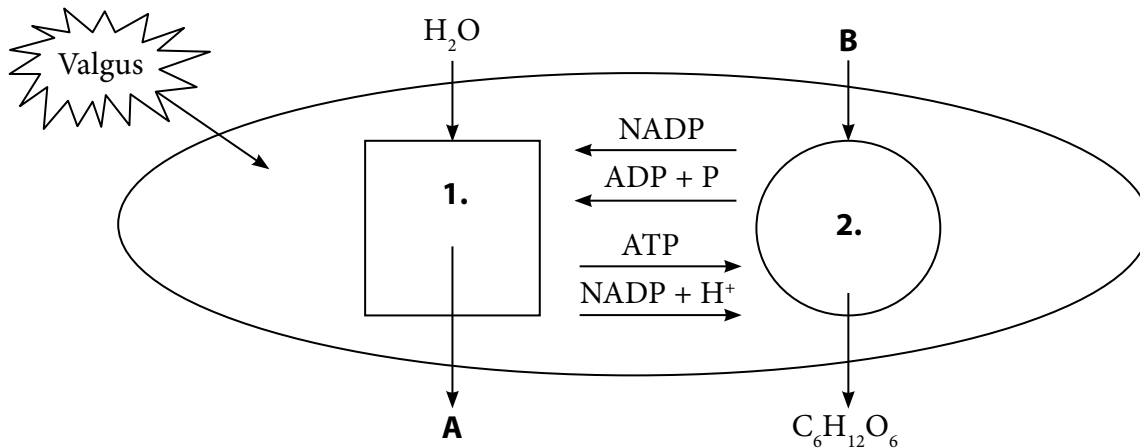 H₂O
B
Valgus
NADP
ADP + P
1.
2.
ATP
NADP + H⁺
A
C₆H₁₂O₆